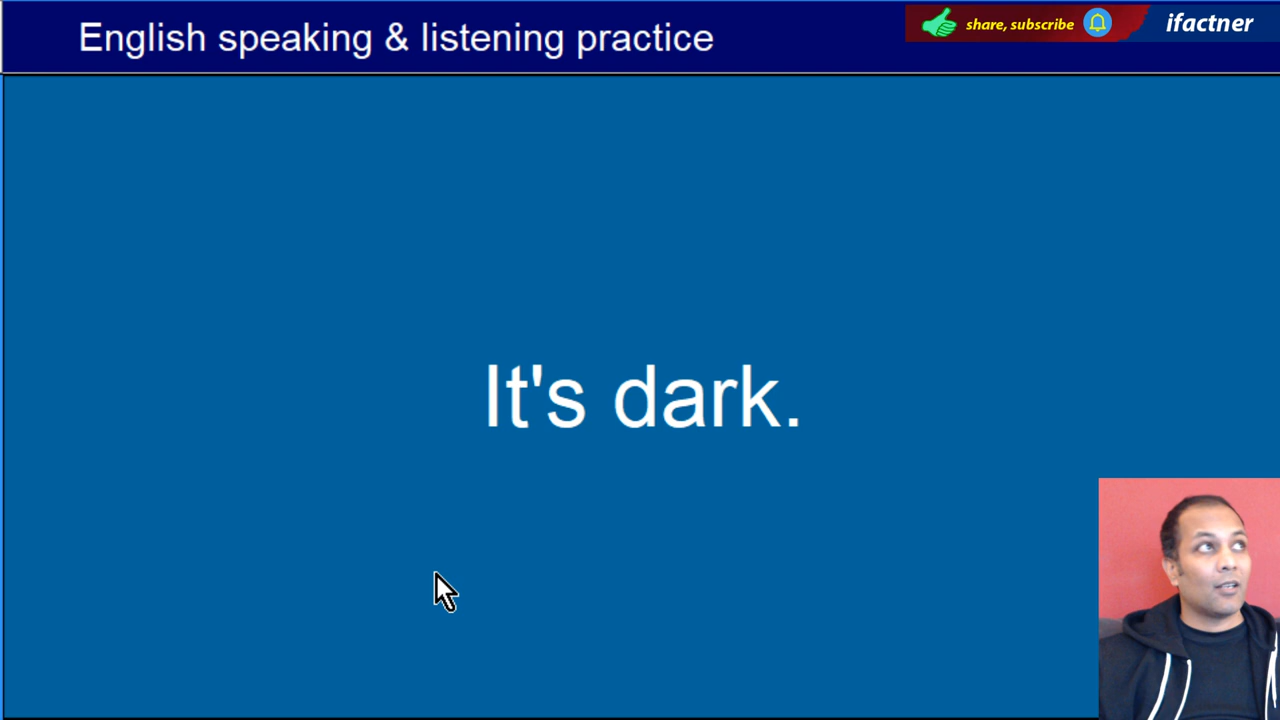 English speaking & listening practice
share, subscribe
ifactner
It's dark.